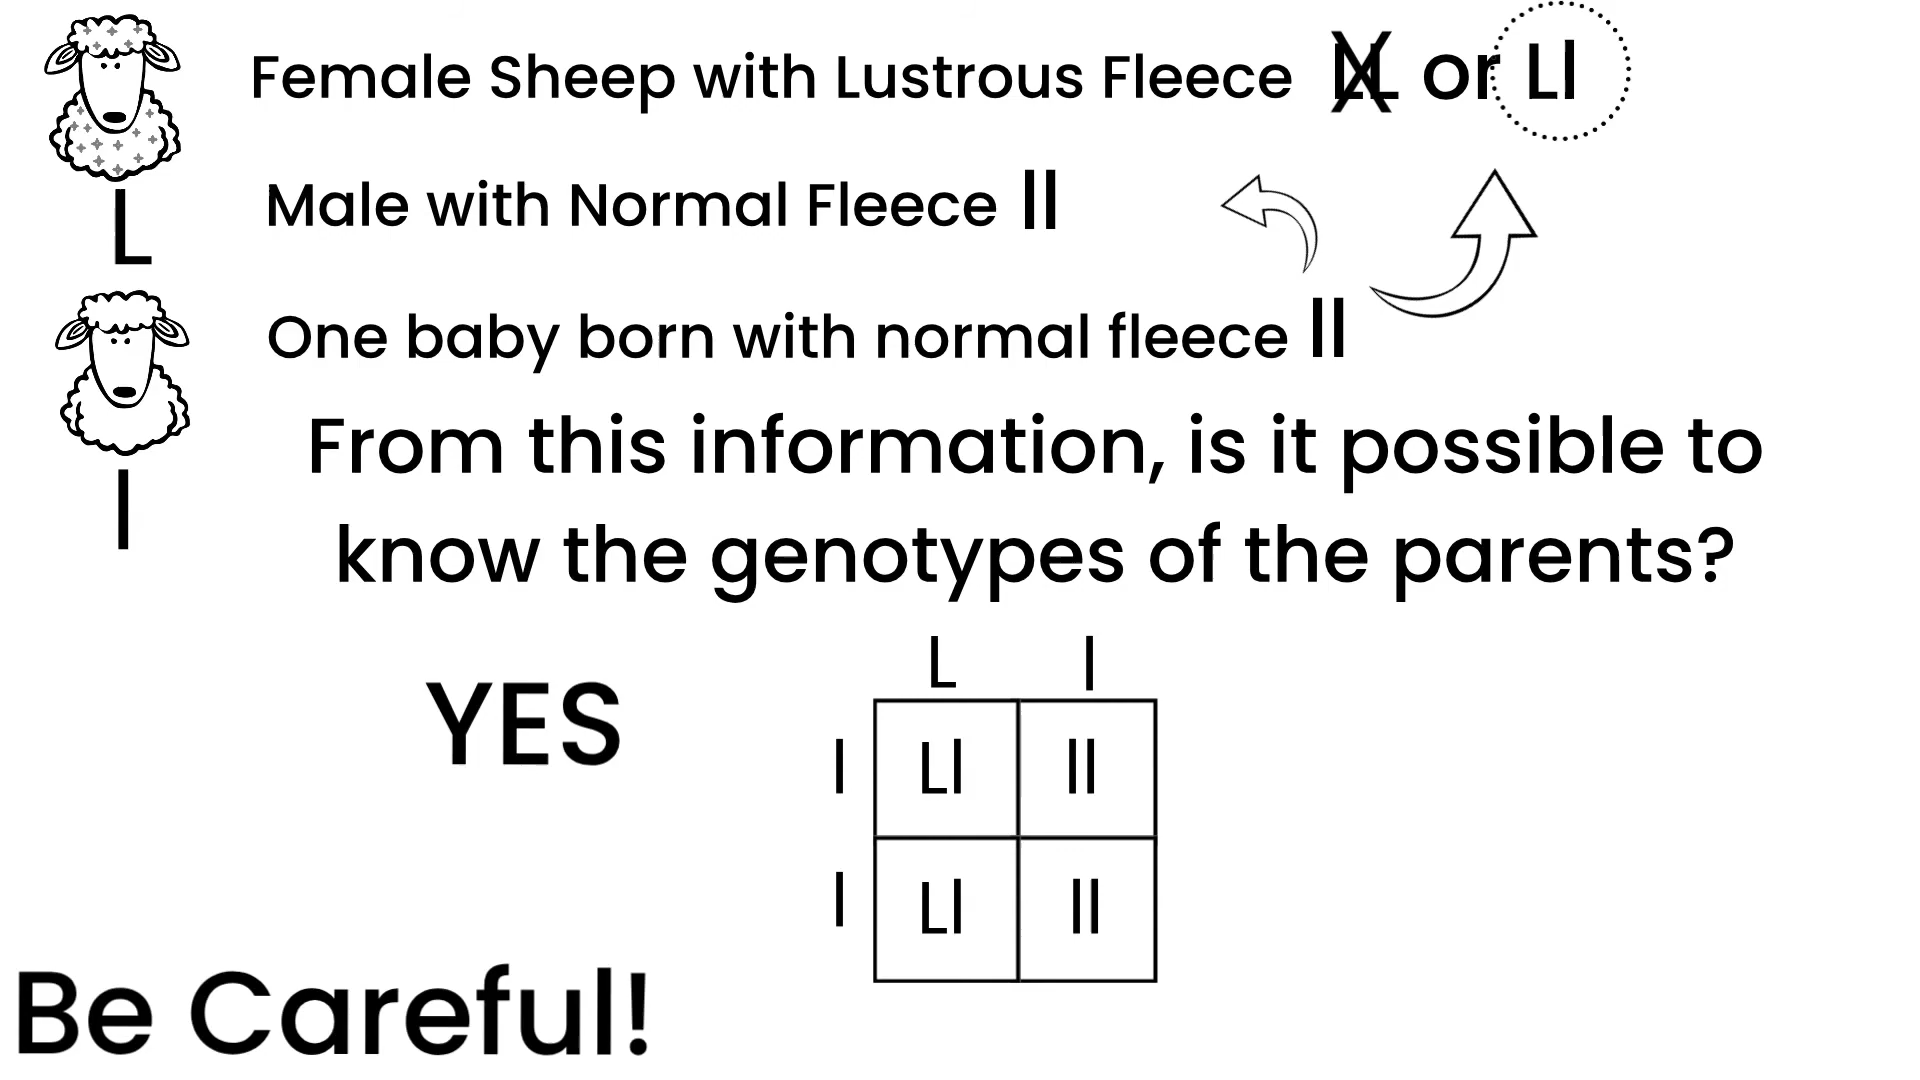 Female Sheep with Lustrous Fleece LL or Ll
Male with Normal Fleece ll
L
One baby born with normal fleece ll
From this information, is it possible to
l
know the genotypes of the parents?
L l
YES
l Ll ll
l Ll ll
Be Careful!